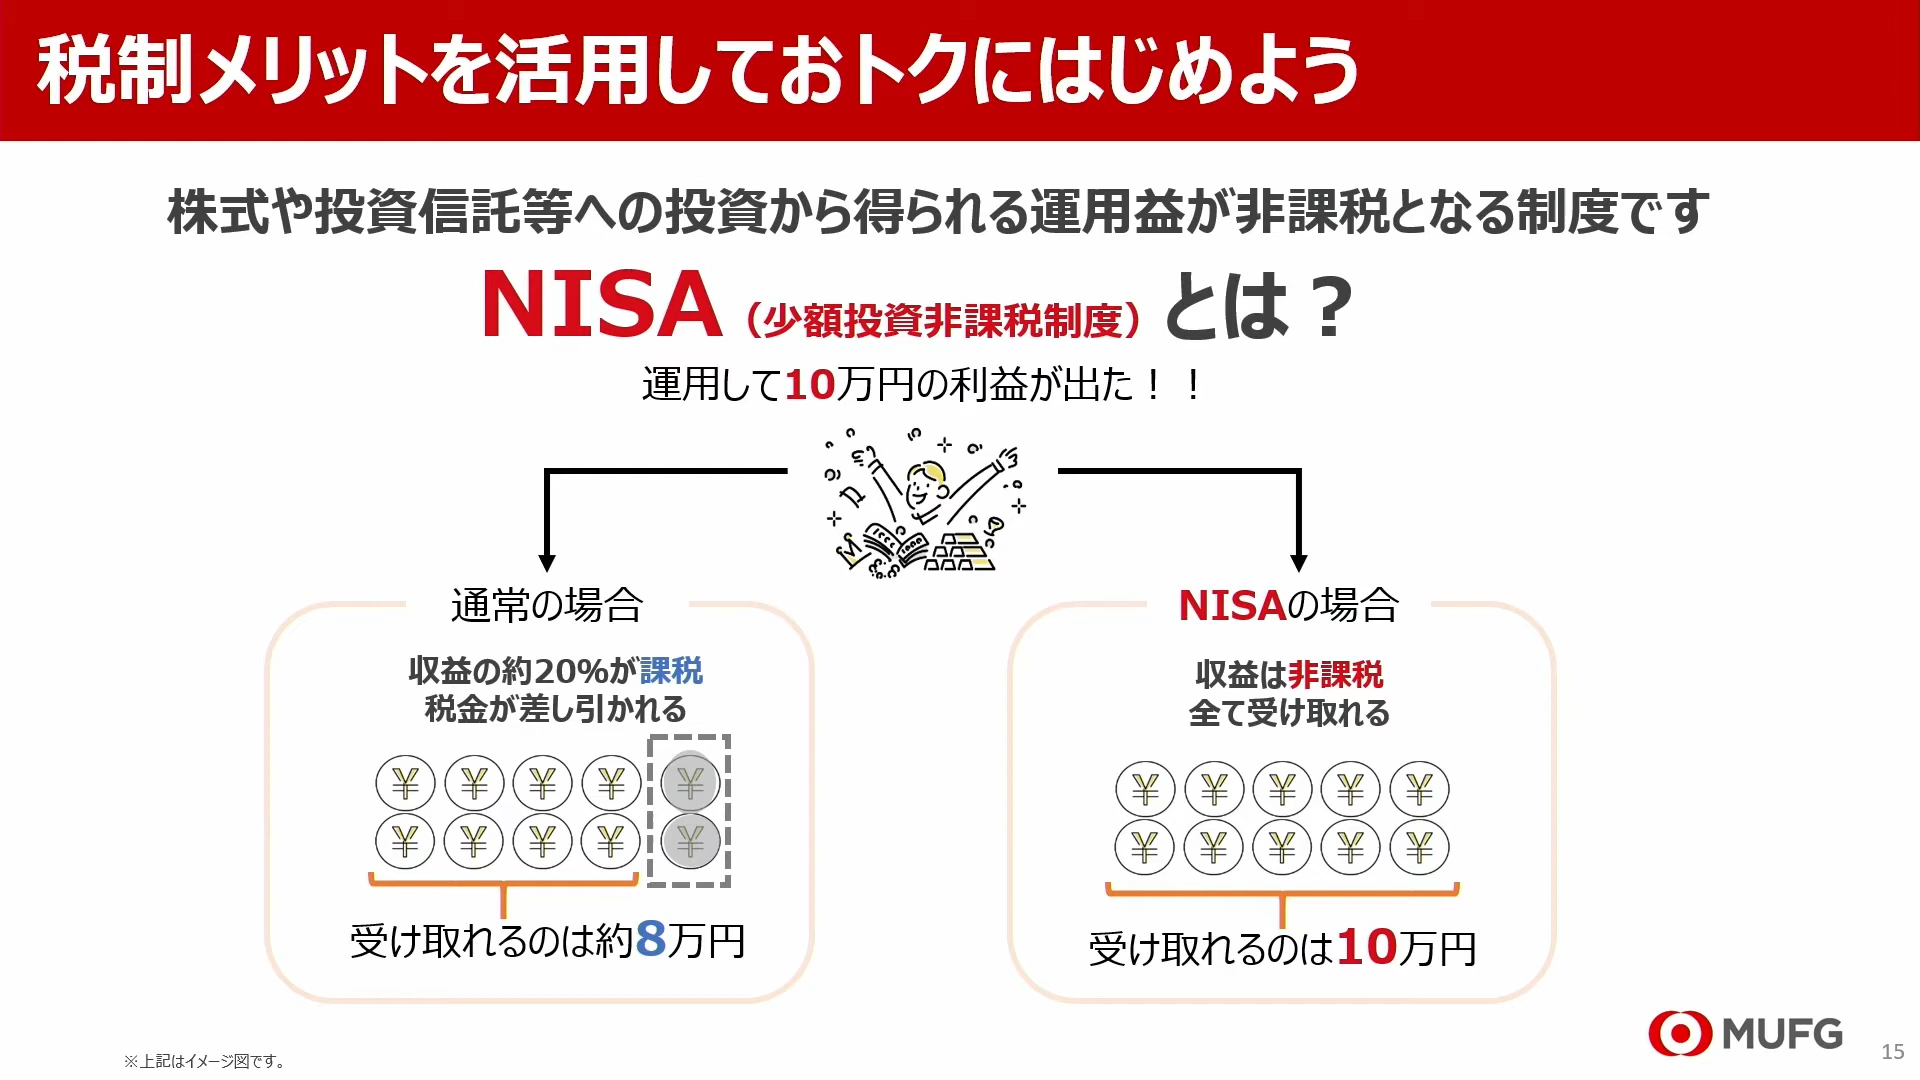 税制メリットを活用しておトクにはじめよう
株式や投資信託等への投資から得られる運用益が非課税となる制度です
NISA（少額投資非課税制度）とは？
運用して10万円の利益が出た！！
通常の場合
収益の約20%が課税
税金が差し引かれる
¥ ¥ ¥ ¥ ¥
¥ ¥ ¥ ¥ ¥
受け取れるのは約8万円
NISAの場合
収益は非課税
全て受け取れる
¥ ¥ ¥ ¥ ¥
¥ ¥ ¥ ¥ ¥
受け取れるのは10万円
※上記はイメージ図です。
MUFG
15